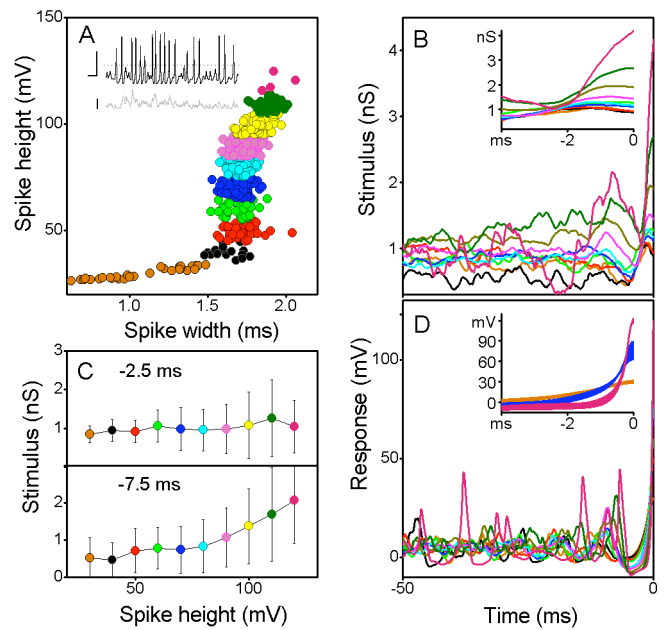 A
Spike height (mV)
150
100
50
1.0
1.5
2.0
Spike width (ms)
B
Stimulus (nS)
4
3
2
1
nS
4
3
2
1
ms
-2
0
C
-2.5 ms
Stimulus (nS)
3
2
1
0
-7.5 ms
2
1
0
50
100
Spike height (mV)
D
Response (mV)
100
50
0
mV
90
60
30
0
ms
-2
0
-50
-5
0
Time (ms)